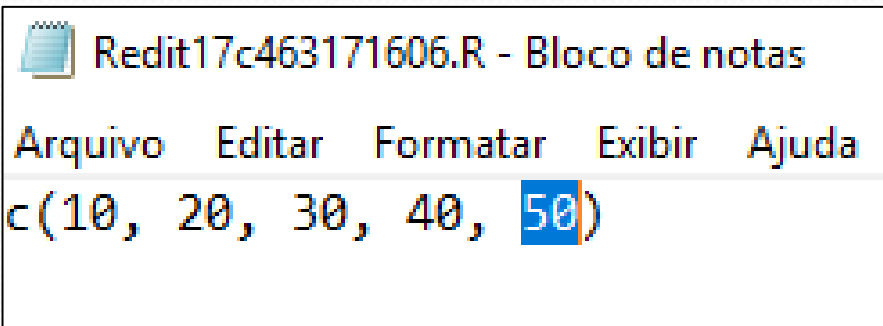 Redit17c463171606.R - Bloco de notas
Arquivo Editar Formatar Exibir Ajuda
c(10, 20, 30, 40, 50)